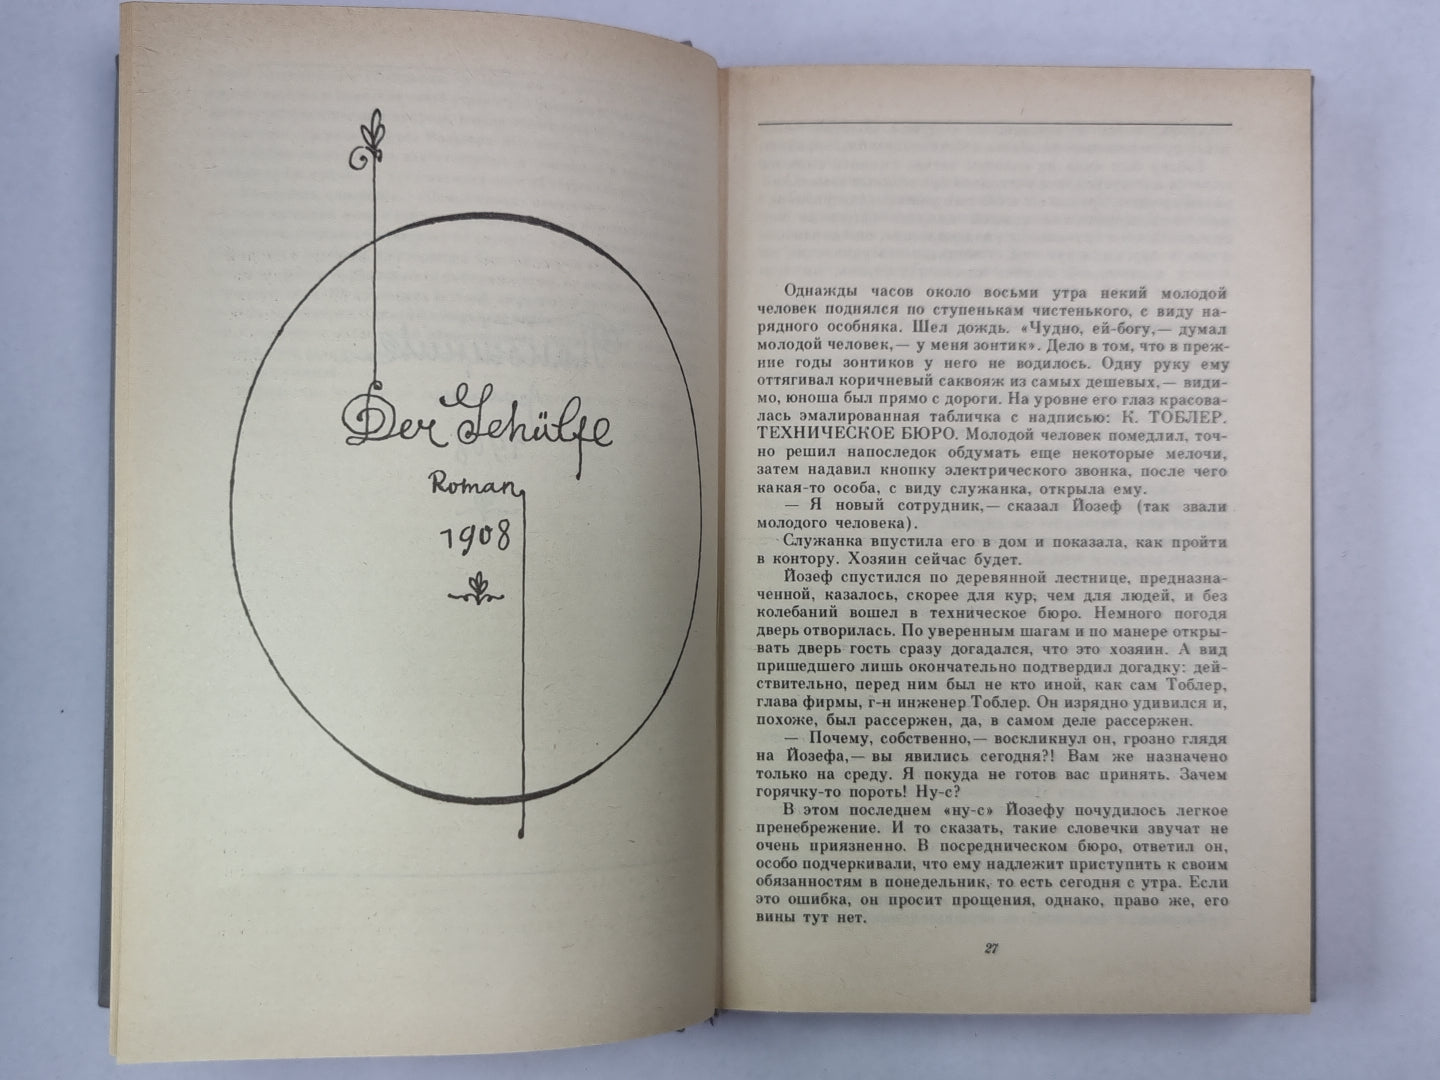 Der Gehülfe
Roman
1908
Однажды часов около восьми утра некий молодой
человек поднялся по ступенькам чистенького, с виду на-
рядного особняка. Шел дождь. «Чудно, ей-богу,— думал
молодой человек,— у меня зонтик». Дело в том, что в преж-
ние годы зонтиков у него не водилось. Одну руку ему
оттягивал коричневый саквояж из самых дешевых,— види-
мо, юноша был прямо с дороги. На уровне его глаз красова-
лась эмалированная табличка с надписью: К. ТОБЛЕР.
ТЕХНИЧЕСКОЕ БЮРО. Молодой человек помедлил, точ-
но решил напоследок обдумать еще некоторые мелочи,
затем надавил кнопку электрического звонка, после чего
какая-то особа, с виду служанка, открыла ему.
— Я новый сотрудник,— сказал Йозеф (так звали
молодого человека).
Служанка впустила его в дом и показала, как пройти
в контору. Хозяин сейчас будет.
Йозеф спустился по деревянной лестнице, предназна-
ченной, казалось, скорее для кур, чем для людей, и без
колебаний вошел в техническое бюро. Немного погодя
дверь отворилась. По уверенным шагам и по манере откры-
вать дверь гость сразу догадался, что это хозяин. А вид
пришедшего лишь окончательно подтвердил догадку: дей-
ствительно, перед ним был не кто иной, как сам Тоблер,
глава фирмы, г-н инженер Тоблер. Он изрядно удивился и,
похоже, был рассержен, да, в самом деле рассержен.
— Почему, собственно,— воскликнул он, грозно глядя
на Йозефа,— вы явились сегодня?! Вам же назначено
только на среду. Я покуда не готов вас принять. Зачем
горячку-то пороть! Ну-с?
В этом последнем «ну-с» Йозефу почудилось легкое
пренебрежение. И то сказать, такие словечки звучат не
очень приязненно. В посредническом бюро, ответил он,
особо подчеркивали, что ему надлежит приступить к своим
обязанностям в понедельник, то есть сегодня с утра. Если
это ошибка, он просит прощения, однако, право же, его
вины тут нет.
27